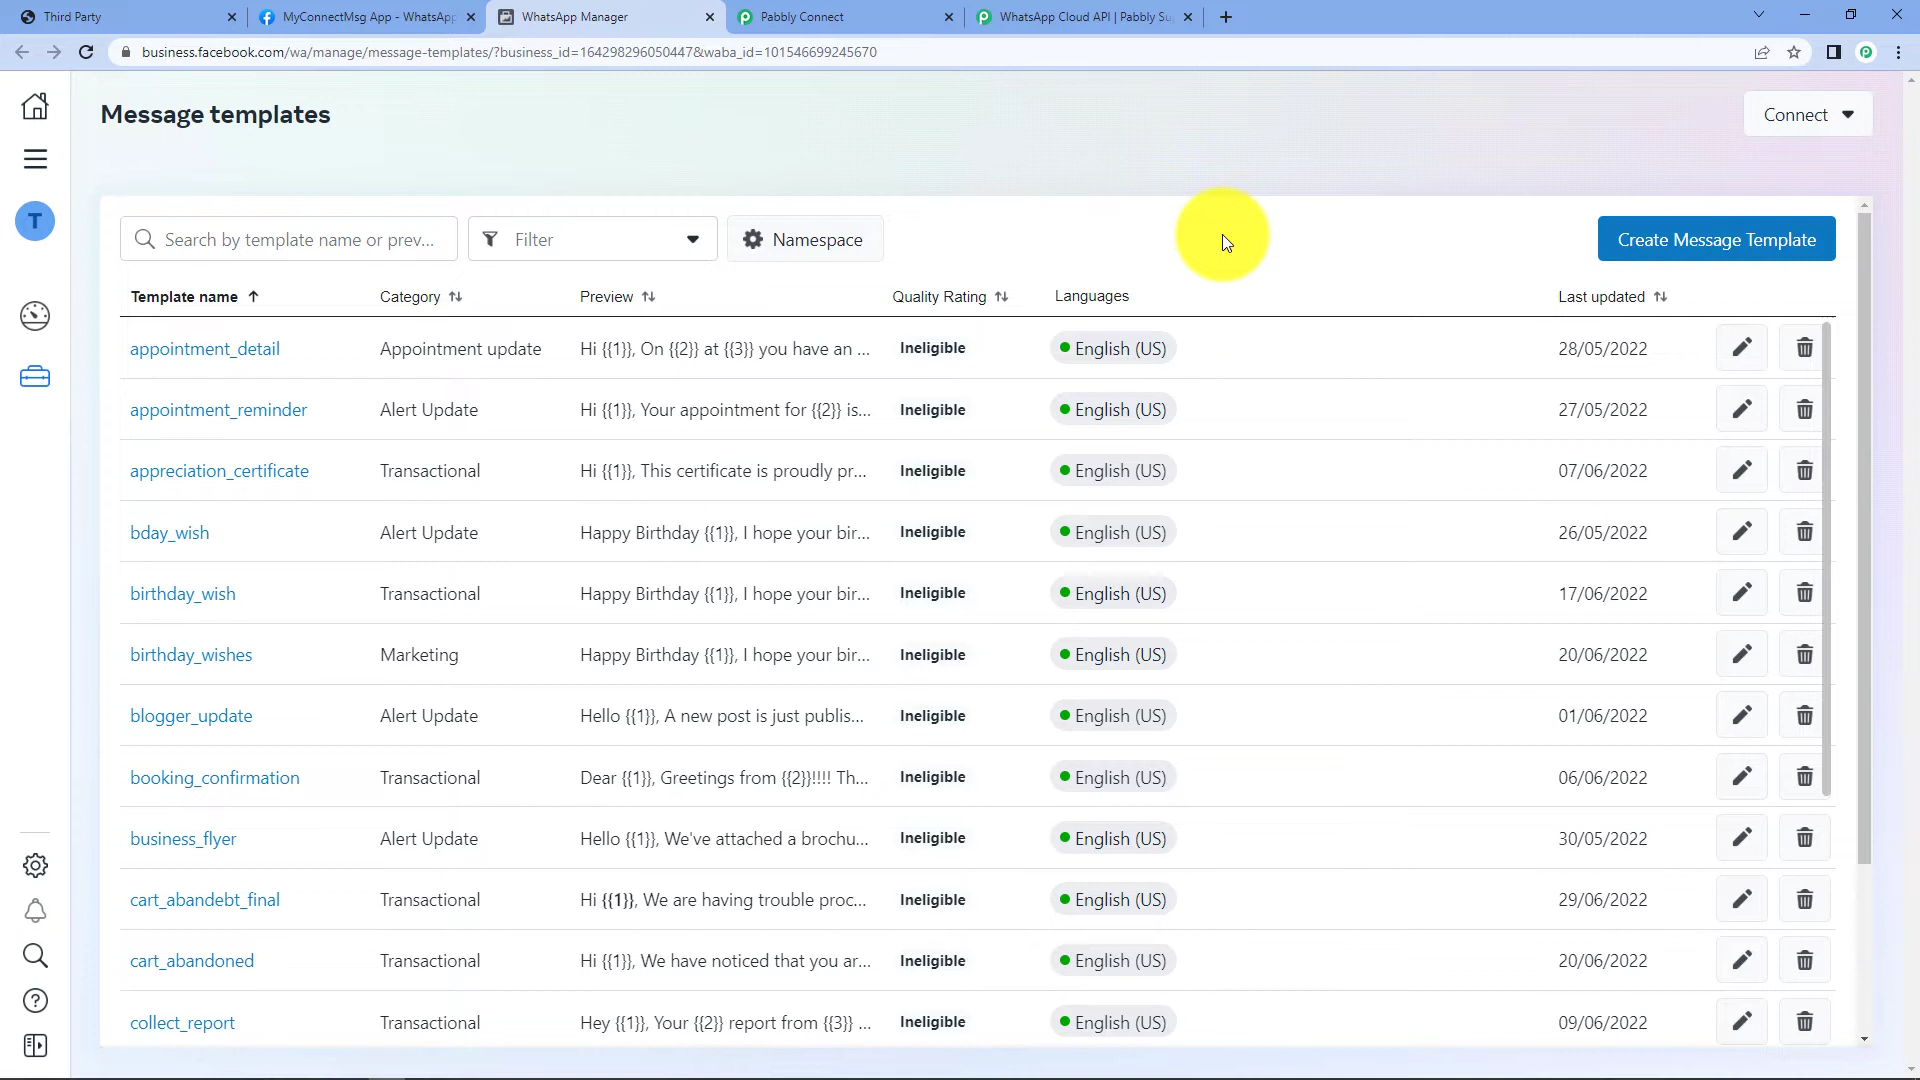 Third Party
MyConnectMsg App - WhatsApp
WhatsApp Manager
Pabbly Connect
WhatsApp Cloud API | Pabbly Su
business.facebook.com/wa/manage/message-templates/?business_id=164298296050447&waba_id=101546699245670
Message templates
Connect
T
Search by template name or prev...
Filter
Namespace
Create Message Template
Template name Category Preview Quality Rating Languages Last updated
appointment_detail Appointment update Hi {{1}}, On {{2}} at {{3}} you have an ... Ineligible English (US) 28/05/2022
appointment_reminder Alert Update Hi {{1}}, Your appointment for {{2}} is... Ineligible English (US) 27/05/2022
appreciation_certificate Transactional Hi {{1}}, This certificate is proudly pr... Ineligible English (US) 07/06/2022
bday_wish Alert Update Happy Birthday {{1}}, I hope your bir... Ineligible English (US) 26/05/2022
birthday_wish Transactional Happy Birthday {{1}}, I hope your bir... Ineligible English (US) 17/06/2022
birthday_wishes Marketing Happy Birthday {{1}}, I hope your bir... Ineligible English (US) 20/06/2022
blogger_update Alert Update Hello {{1}}, A new post is just publis... Ineligible English (US) 01/06/2022
booking_confirmation Transactional Dear {{1}}, Greetings from {{2}}!!!! Th... Ineligible English (US) 06/06/2022
business_flyer Alert Update Hello {{1}}, We've attached a brochu... Ineligible English (US) 30/05/2022
cart_abandebt_final Transactional Hi {{1}}, We are having trouble proc... Ineligible English (US) 29/06/2022
cart_abandoned Transactional Hi {{1}}, We have noticed that you ar... Ineligible English (US) 20/06/2022
collect_report Transactional Hey {{1}}, Your {{2}} report from {{3}} ... Ineligible English (US) 09/06/2022